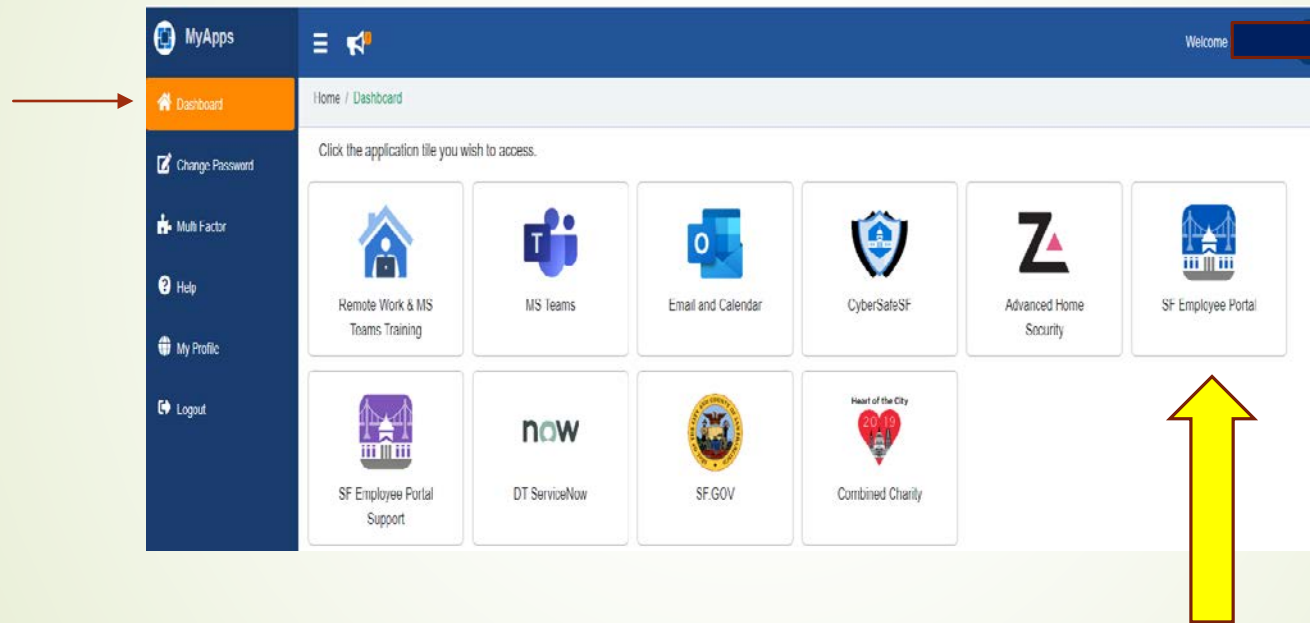 MyApps
Welcome
Dashboard
Home / Dashboard
Change Password
Click the application tile you wish to access.
Multi Factor
Help
My Profile
Logout
Remote Work & MS
Teams Training
T
MS Teams
O
Email and Calendar
CyberSafeSF
Z
Advanced Home
Security
SF Employee Portal
SF Employee Portal
Support
now
DT ServiceNow
SF.GOV
Heart of the City
20 19
Combined Charity